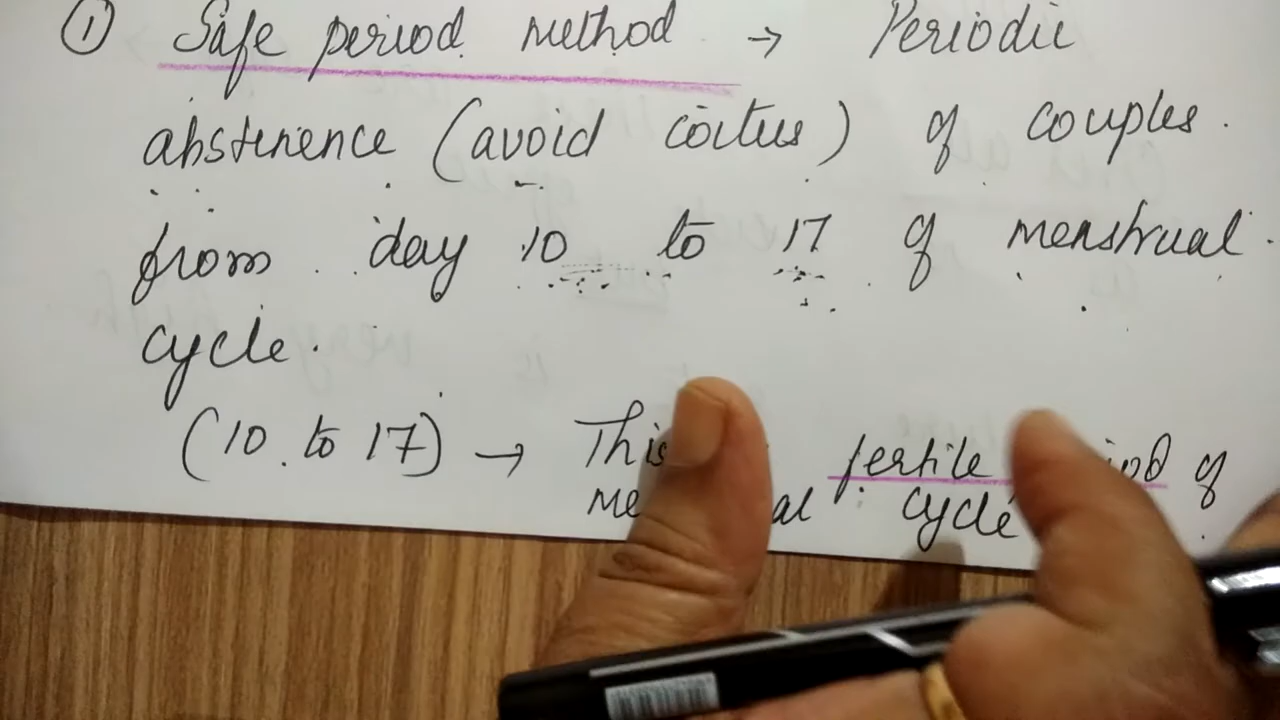 ① Safe period method → Periodic
abstinence (avoid coitus) of couples.
from day 10 to 17 of menstrual
cycle.
(10 to 17) → This fertile of
cycle